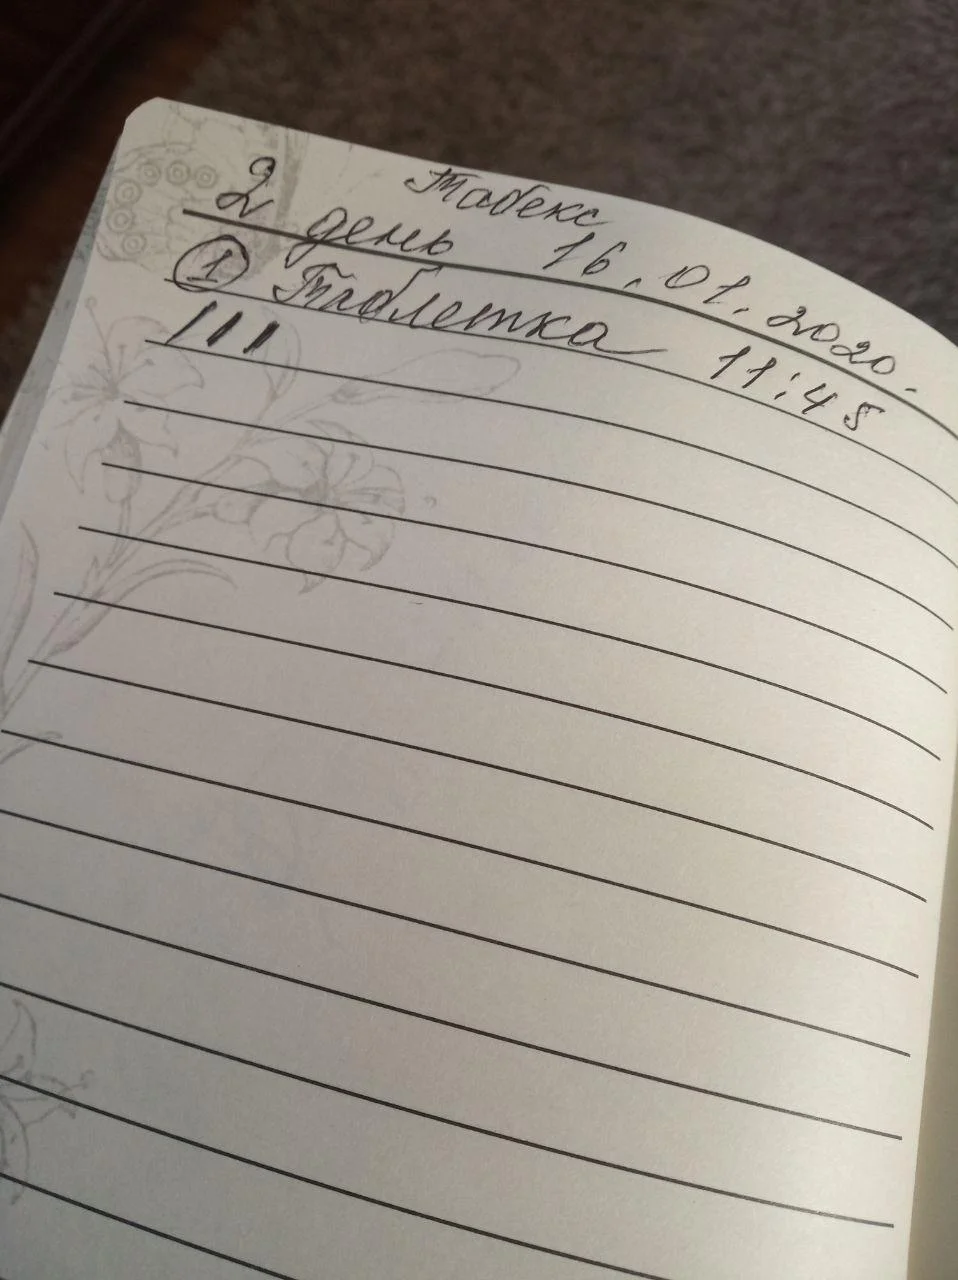 Табекс
2 день 16.01.2020.
1 Таблетка 11:45
|||